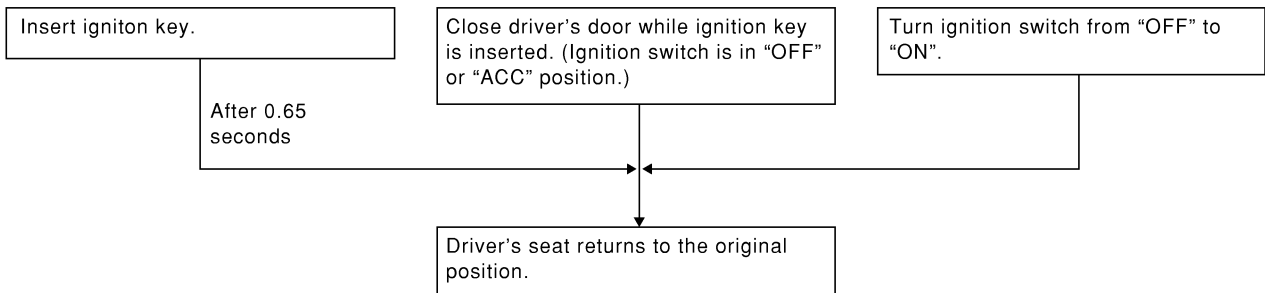 Insert igniton key.
Close driver’s door while ignition key
is inserted. (Ignition switch is in “OFF”
or “ACC” position.)
Turn ignition switch from “OFF” to
“ON”.
After 0.65
seconds
Driver’s seat returns to the original
position.